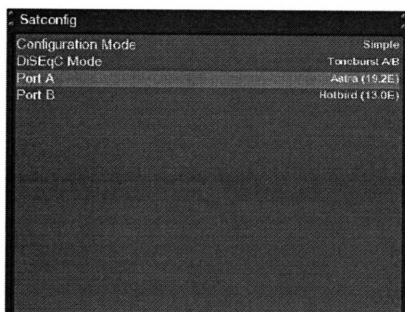 Satconfig
Configuration Mode Simple
DiSEqC Mode Toneburst A/B
Port A Astra (19.2E)
Port B Hotbird (13.0E)